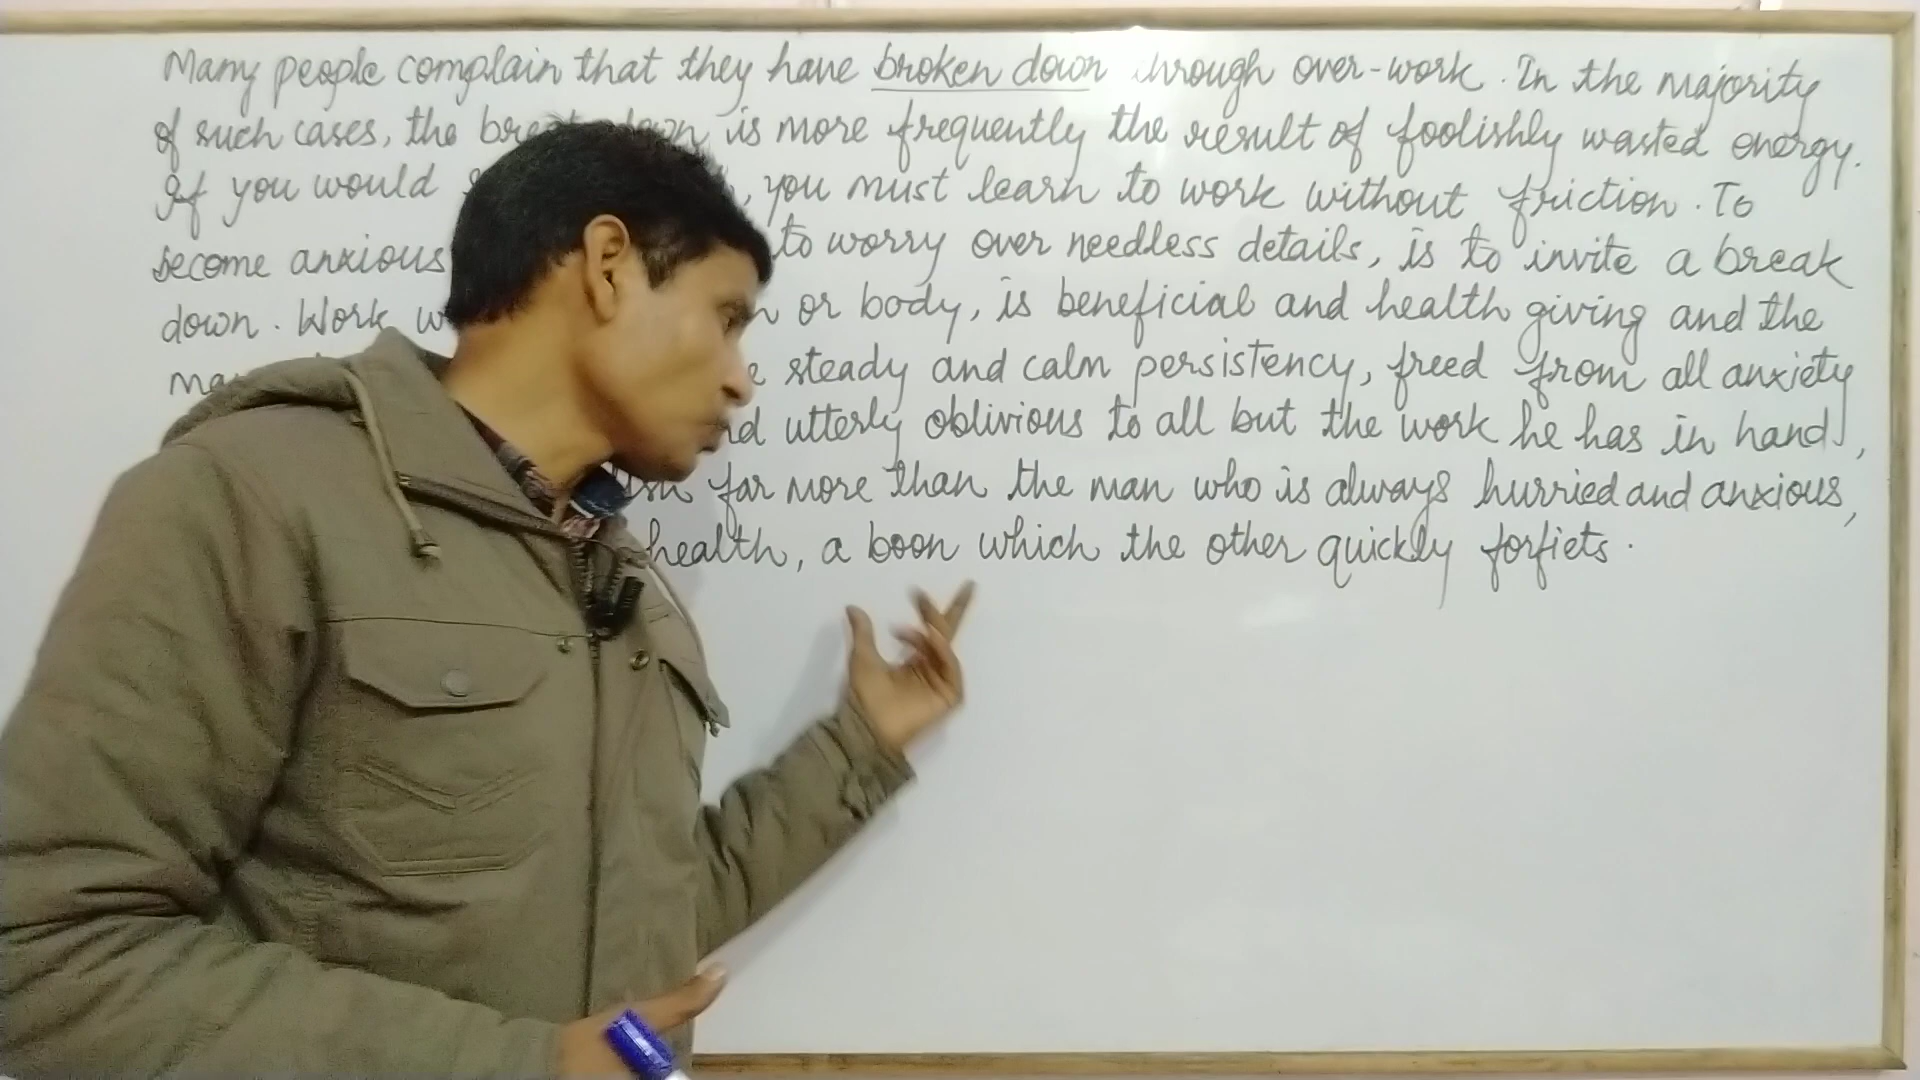 Many people complain that they have broken down through over-work. In the majority
of such cases, the down is more frequently the result of foolishly wasted energy.
If you would , you must learn to work without friction. To
become anxious to worry over needless details, is to invite a break
down. Work or body, is beneficial and health giving and the
steady and calm persistency, freed from all anxiety
utterly oblivious to all but the work he has in hand,
far more than the man who is always hurried and anxious,
health, a boon which the other quickly forfiets.